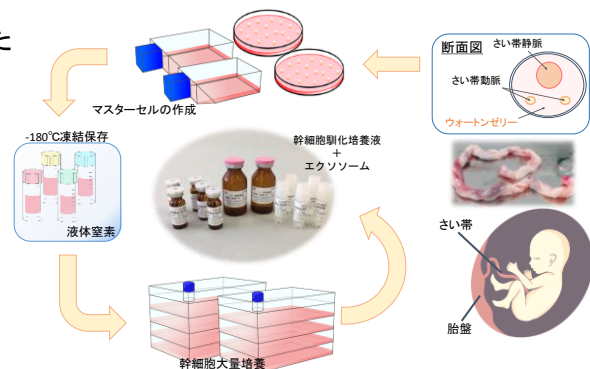 た
断面図
さい帯静脈
さい帯動脈
ウォートンゼリー
マスターセルの作成
-180℃凍結保存
液体窒素
幹細胞馴化培養液
+
エクソソーム
さい帯
胎盤
幹細胞大量培養